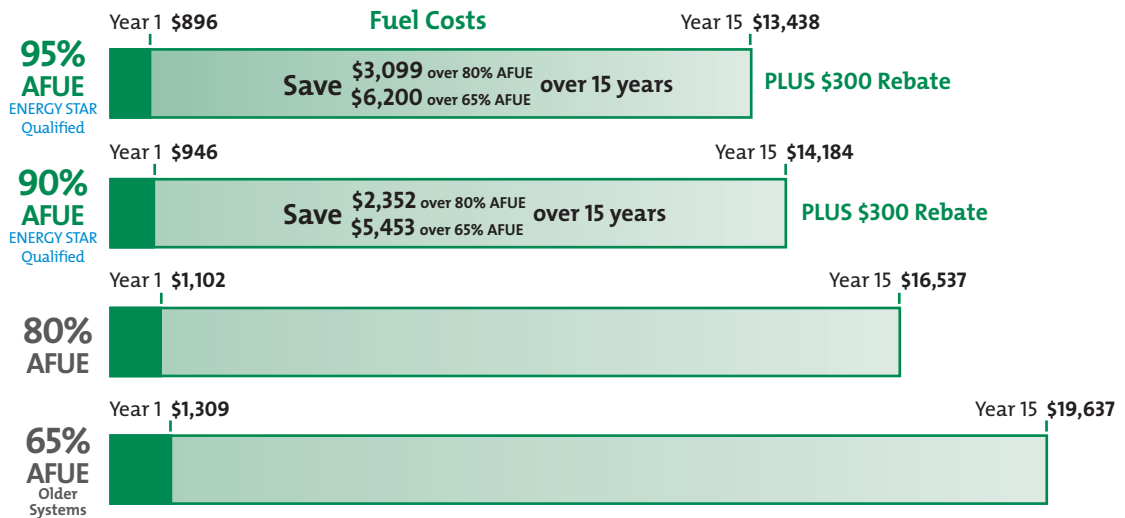 Fuel Costs
Year 1 $896
Year 15 $13,438
95%
AFUE
ENERGY STAR
Qualified
Save $3,099 over 80% AFUE
$6,200 over 65% AFUE
over 15 years
PLUS $300 Rebate
Year 1 $946
Year 15 $14,184
90%
AFUE
ENERGY STAR
Qualified
Save $2,352 over 80% AFUE
$5,453 over 65% AFUE
over 15 years
PLUS $300 Rebate
Year 1 $1,102
Year 15 $16,537
80%
AFUE
Year 1 $1,309
Year 15 $19,637
65%
AFUE
Older
Systems